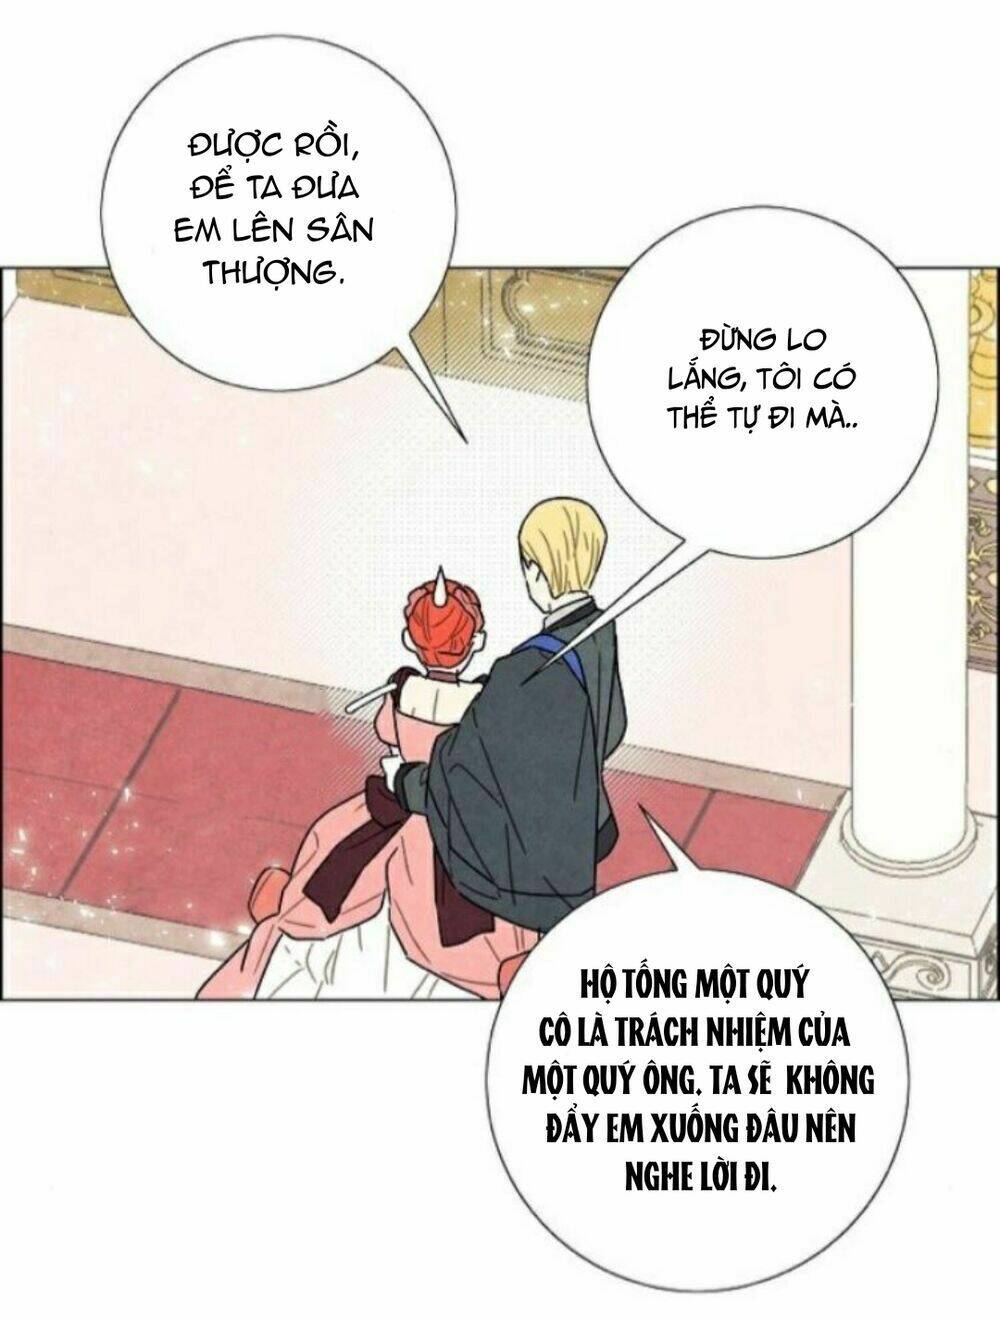 ĐƯỢC RỒI,
ĐỂ TA ĐƯA
EM LÊN SÂN
THƯỢNG.
ĐỪNG LO
LẮNG, TÔI CÓ
THỂ TỰ ĐI MÀ..
HỘ TỐNG MỘT QUÝ
CÔ LÀ TRÁCH NHIỆM CỦA
MỘT QUÝ ÔNG. TA SẼ KHÔNG
ĐẨY EM XUỐNG ĐÂU NÊN
NGHE LỜI ĐI.